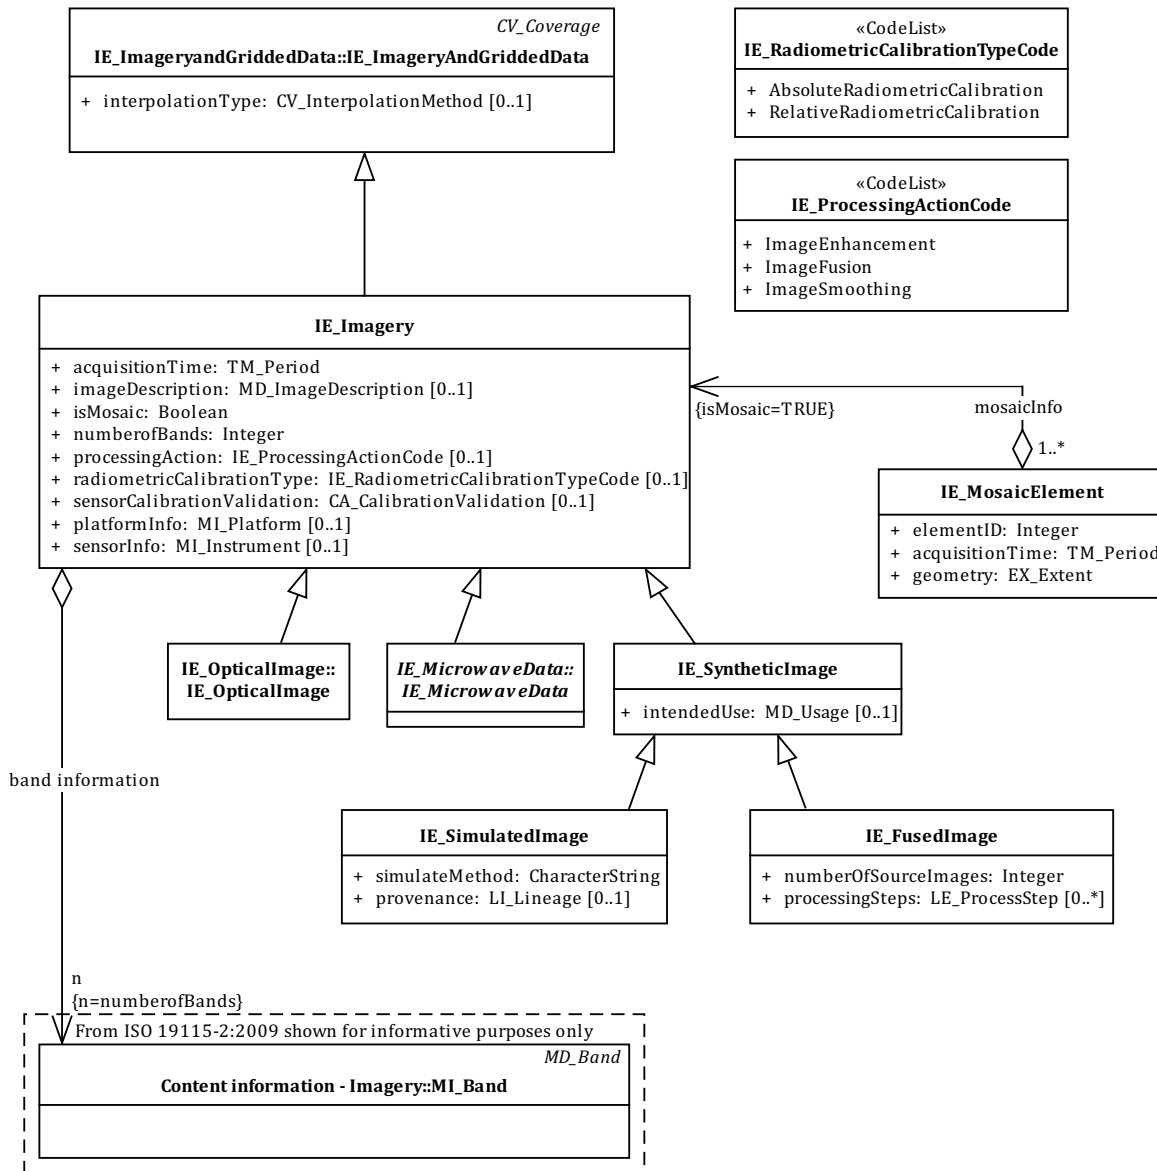 CV_Coverage
IE_ImageryandGriddedData::IE_ImageryAndGriddedData
+ interpolationType: CV_InterpolationMethod [0..1]
«CodeList»
IE_RadiometricCalibrationTypeCode
+ AbsoluteRadiometricCalibration
+ RelativeRadiometricCalibration
«CodeList»
IE_ProcessingActionCode
+ ImageEnhancement
+ ImageFusion
+ ImageSmoothing
IE_Imagery
+ acquisitionTime: TM_Period
+ imageDescription: MD_ImageDescription [0..1]
+ isMosaic: Boolean
+ numberofBands: Integer
+ processingAction: IE_ProcessingActionCode [0..1]
+ radiometricCalibrationType: IE_RadiometricCalibrationTypeCode [0..1]
+ sensorCalibrationValidation: CA_CalibrationValidation [0..1]
+ platformInfo: MI_Platform [0..1]
+ sensorInfo: MI_Instrument [0..1]
{isMosaic=TRUE}
mosaicInfo
1..*
IE_MosaicElement
+ elementID: Integer
+ acquisitionTime: TM_Period
+ geometry: EX_Extent
IE_OpticalImage::
IE_OpticalImage
IE_MicrowaveData::
IE_MicrowaveData
IE_SyntheticImage
+ intendedUse: MD_Usage [0..1]
band information
IE_SimulatedImage
+ simulateMethod: CharacterString
+ provenance: LI_Lineage [0..1]
IE_FusedImage
+ numberOfSourceImages: Integer
+ processingSteps: LE_ProcessStep [0..*]
n
{n=numberofBands}
From ISO 19115-2:2009 shown for informative purposes only
MD_Band
Content information - Imagery::MI_Band